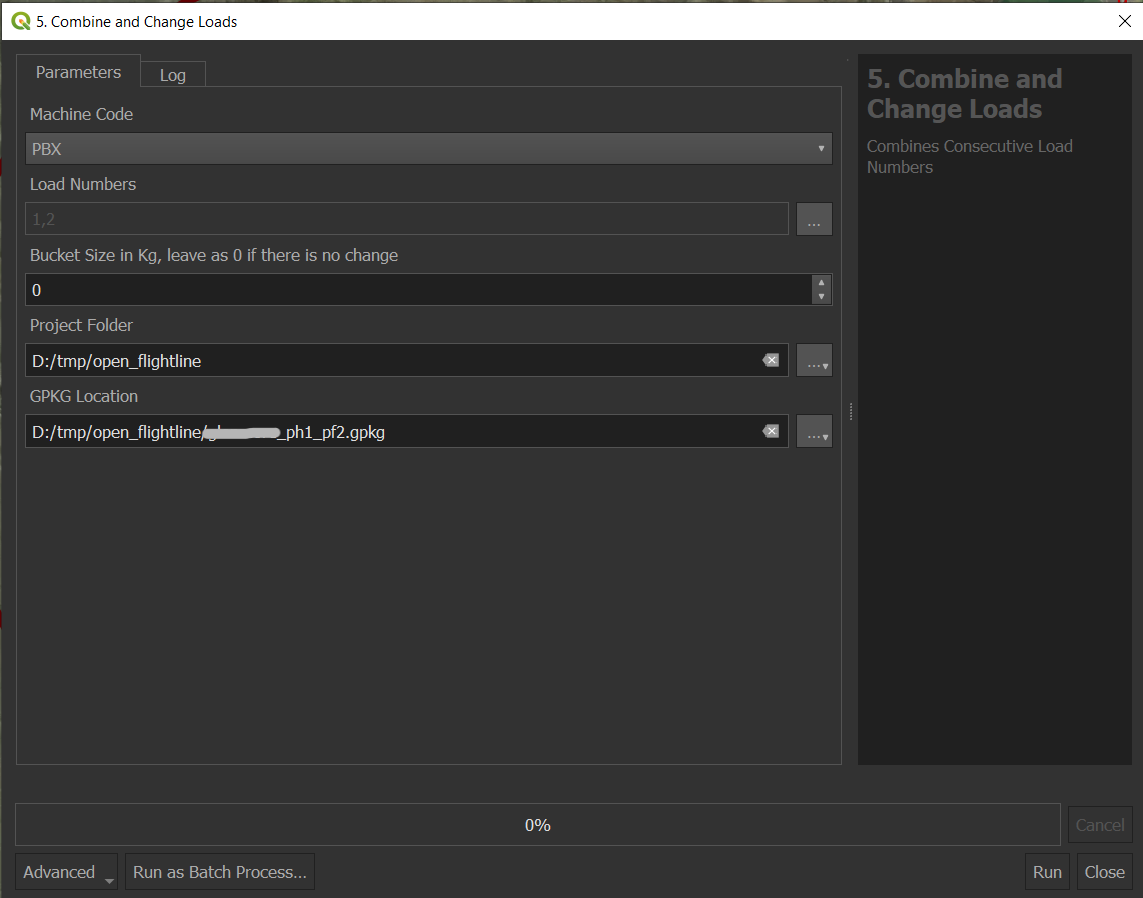 5. Combine and Change Loads
Parameters
Log
Machine Code
PBX
Load Numbers
1,2
...
Bucket Size in Kg, leave as 0 if there is no change
0
Project Folder
D:/tmp/open_flightline
...
GPKG Location
D:/tmp/open_flightline/ _ph1_pf2.gpkg
...
5. Combine and
Change Loads
Combines Consecutive Load
Numbers
0%
Cancel
Advanced
Run as Batch Process...
Run
Close